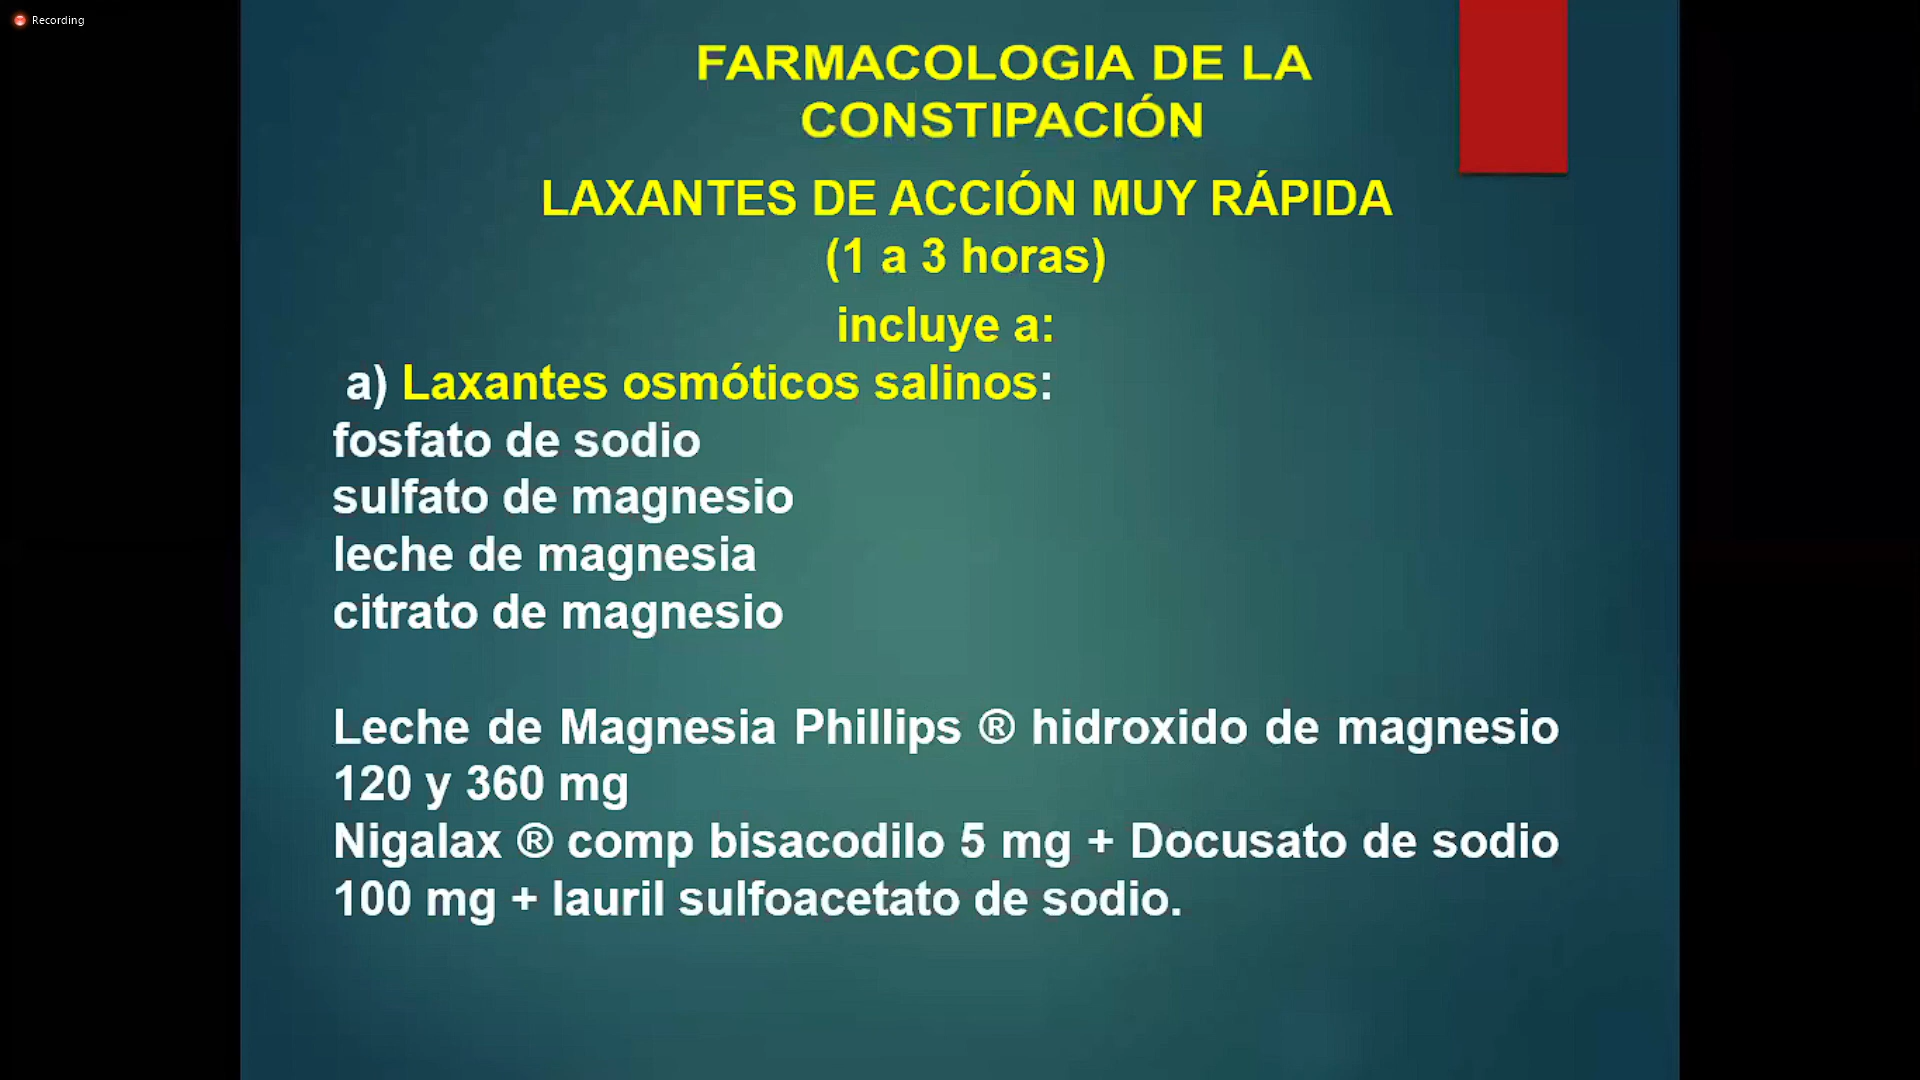 Recording
FARMACOLOGIA DE LA
CONSTIPACIÓN
LAXANTES DE ACCIÓN MUY RÁPIDA
(1 a 3 horas)
incluye a:
a) Laxantes osmóticos salinos:
fosfato de sodio
sulfato de magnesio
leche de magnesia
citrato de magnesio
Leche de Magnesia Phillips ® hidroxido de magnesio
120 y 360 mg
Nigalax ® comp bisacodilo 5 mg + Docusato de sodio
100 mg + lauril sulfoacetato de sodio.